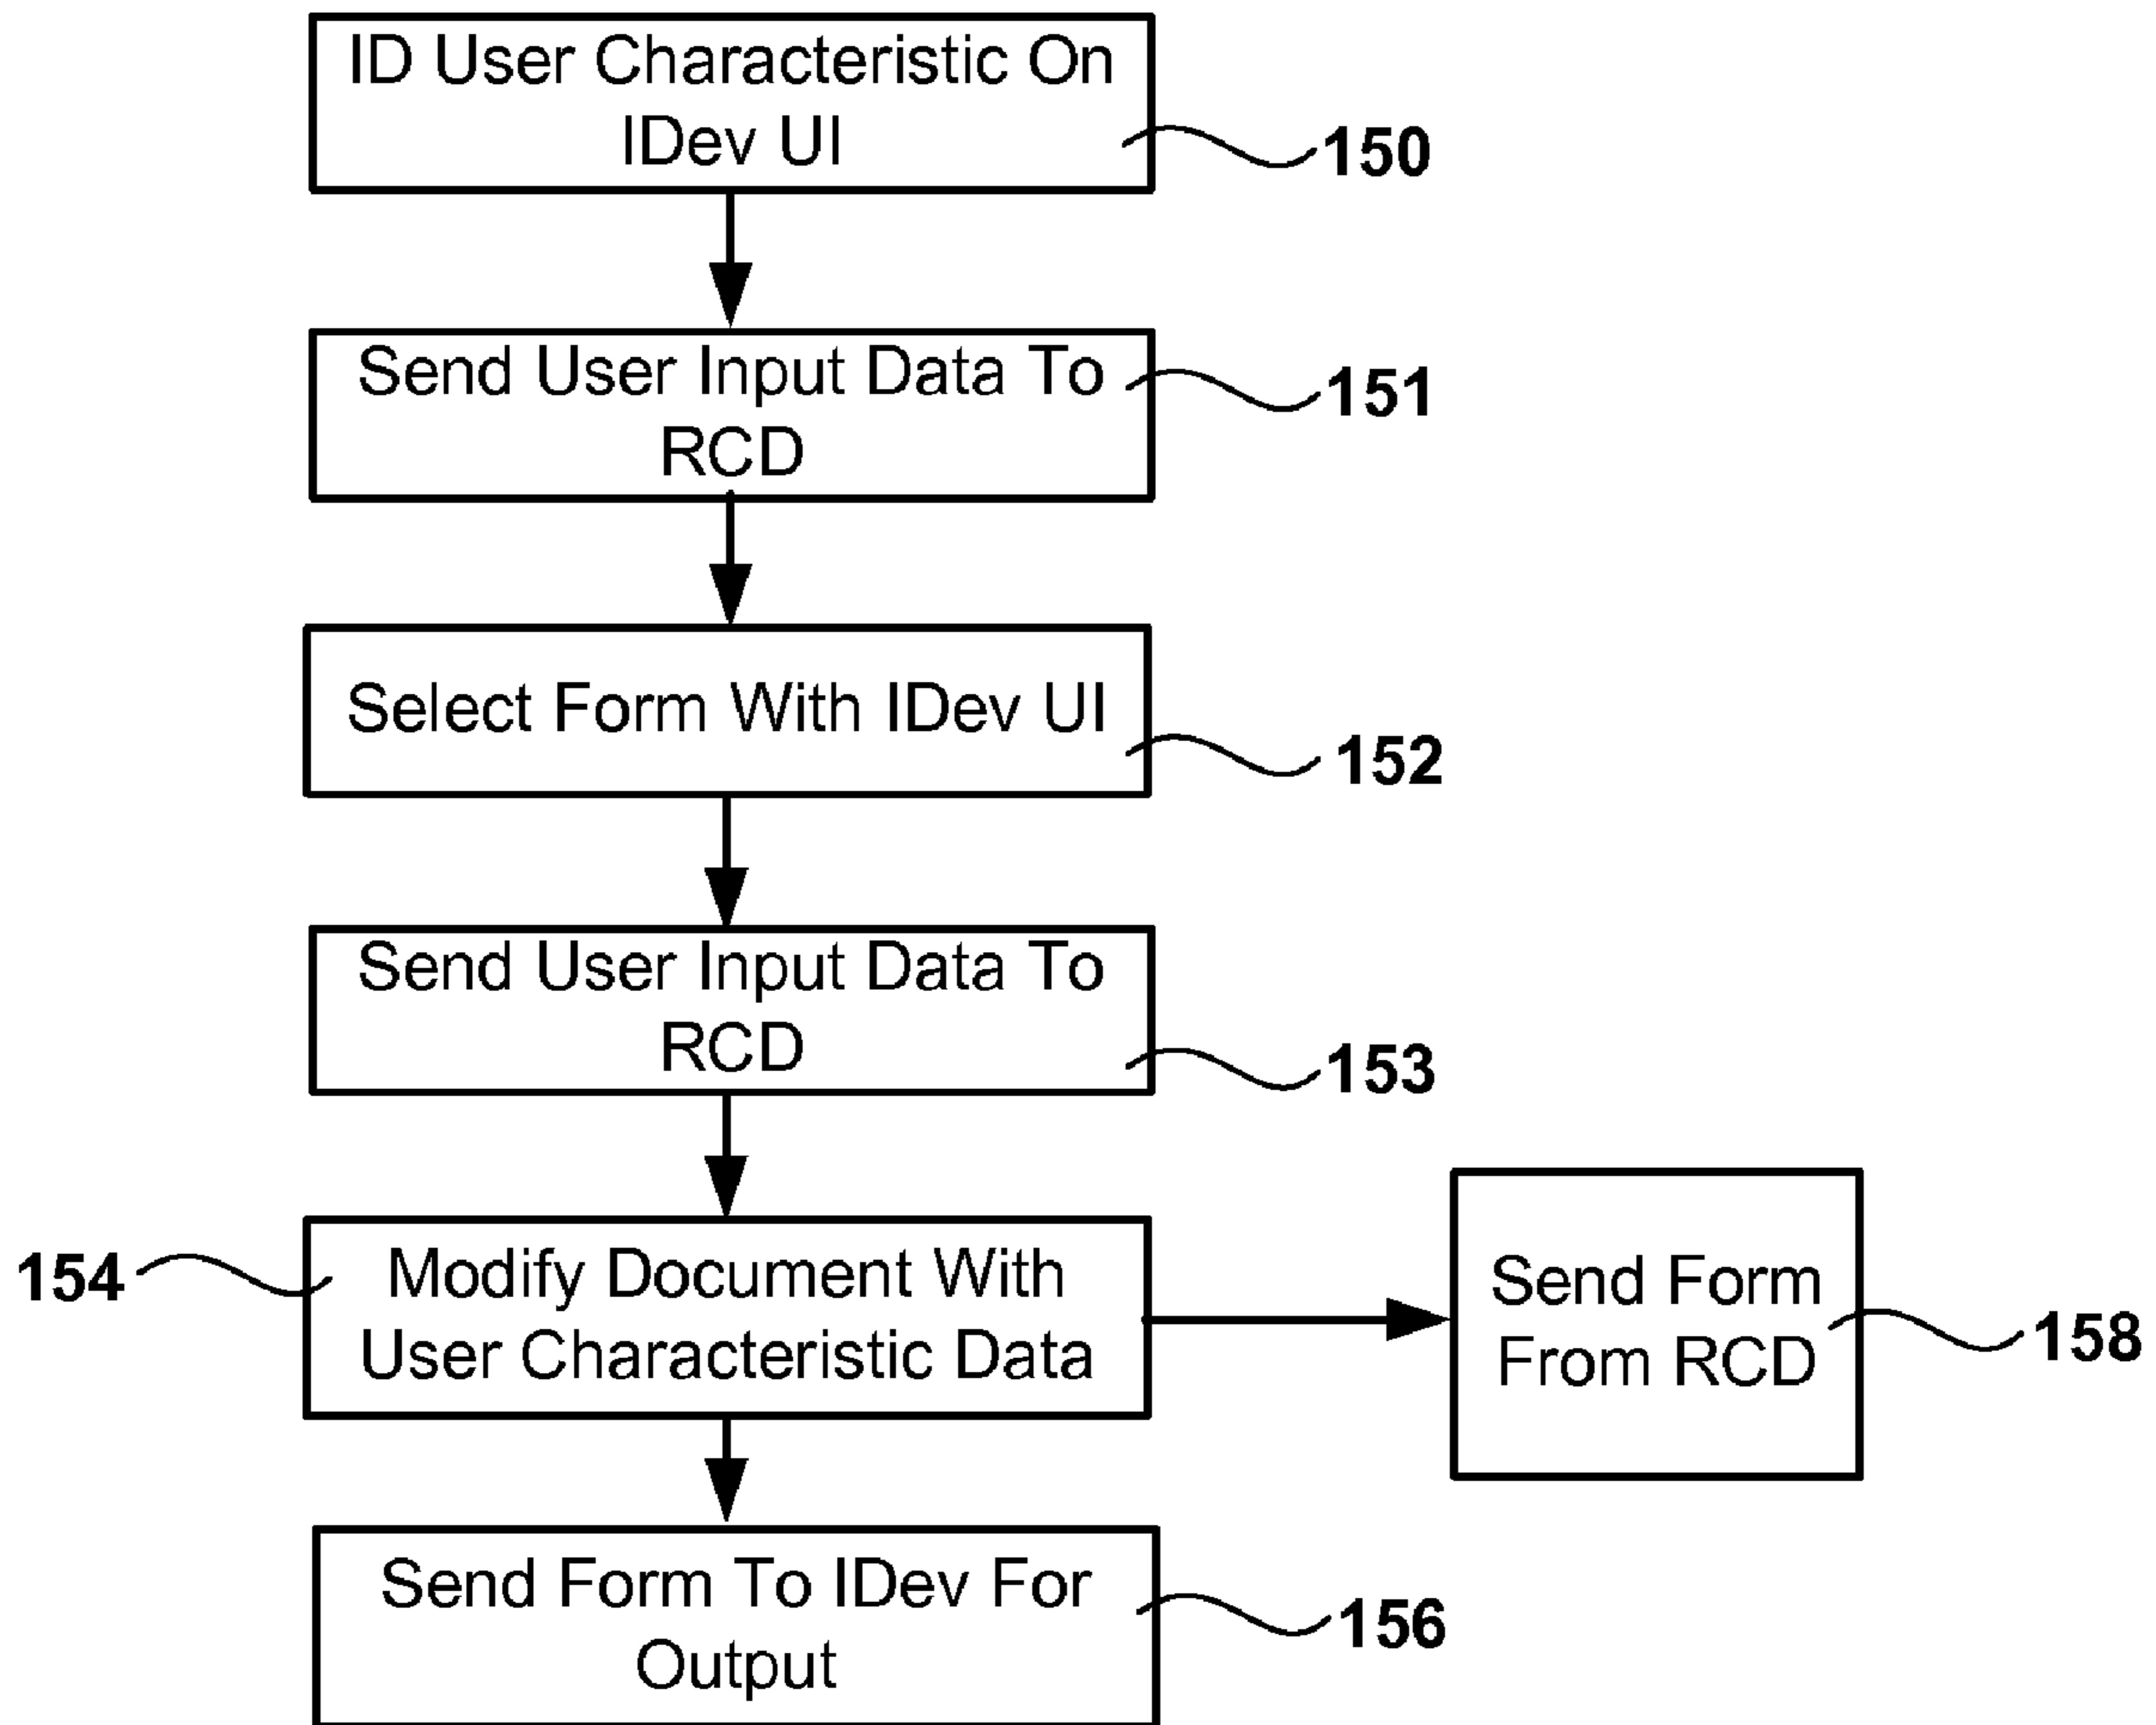 ID User Characteristic On
IDev UI
150
Send User Input Data To
RCD
151
Select Form With IDev UI
152
Send User Input Data To
RCD
153
154
Modify Document With
User Characteristic Data
Send Form
From RCD
158
Send Form To IDev For
Output
156